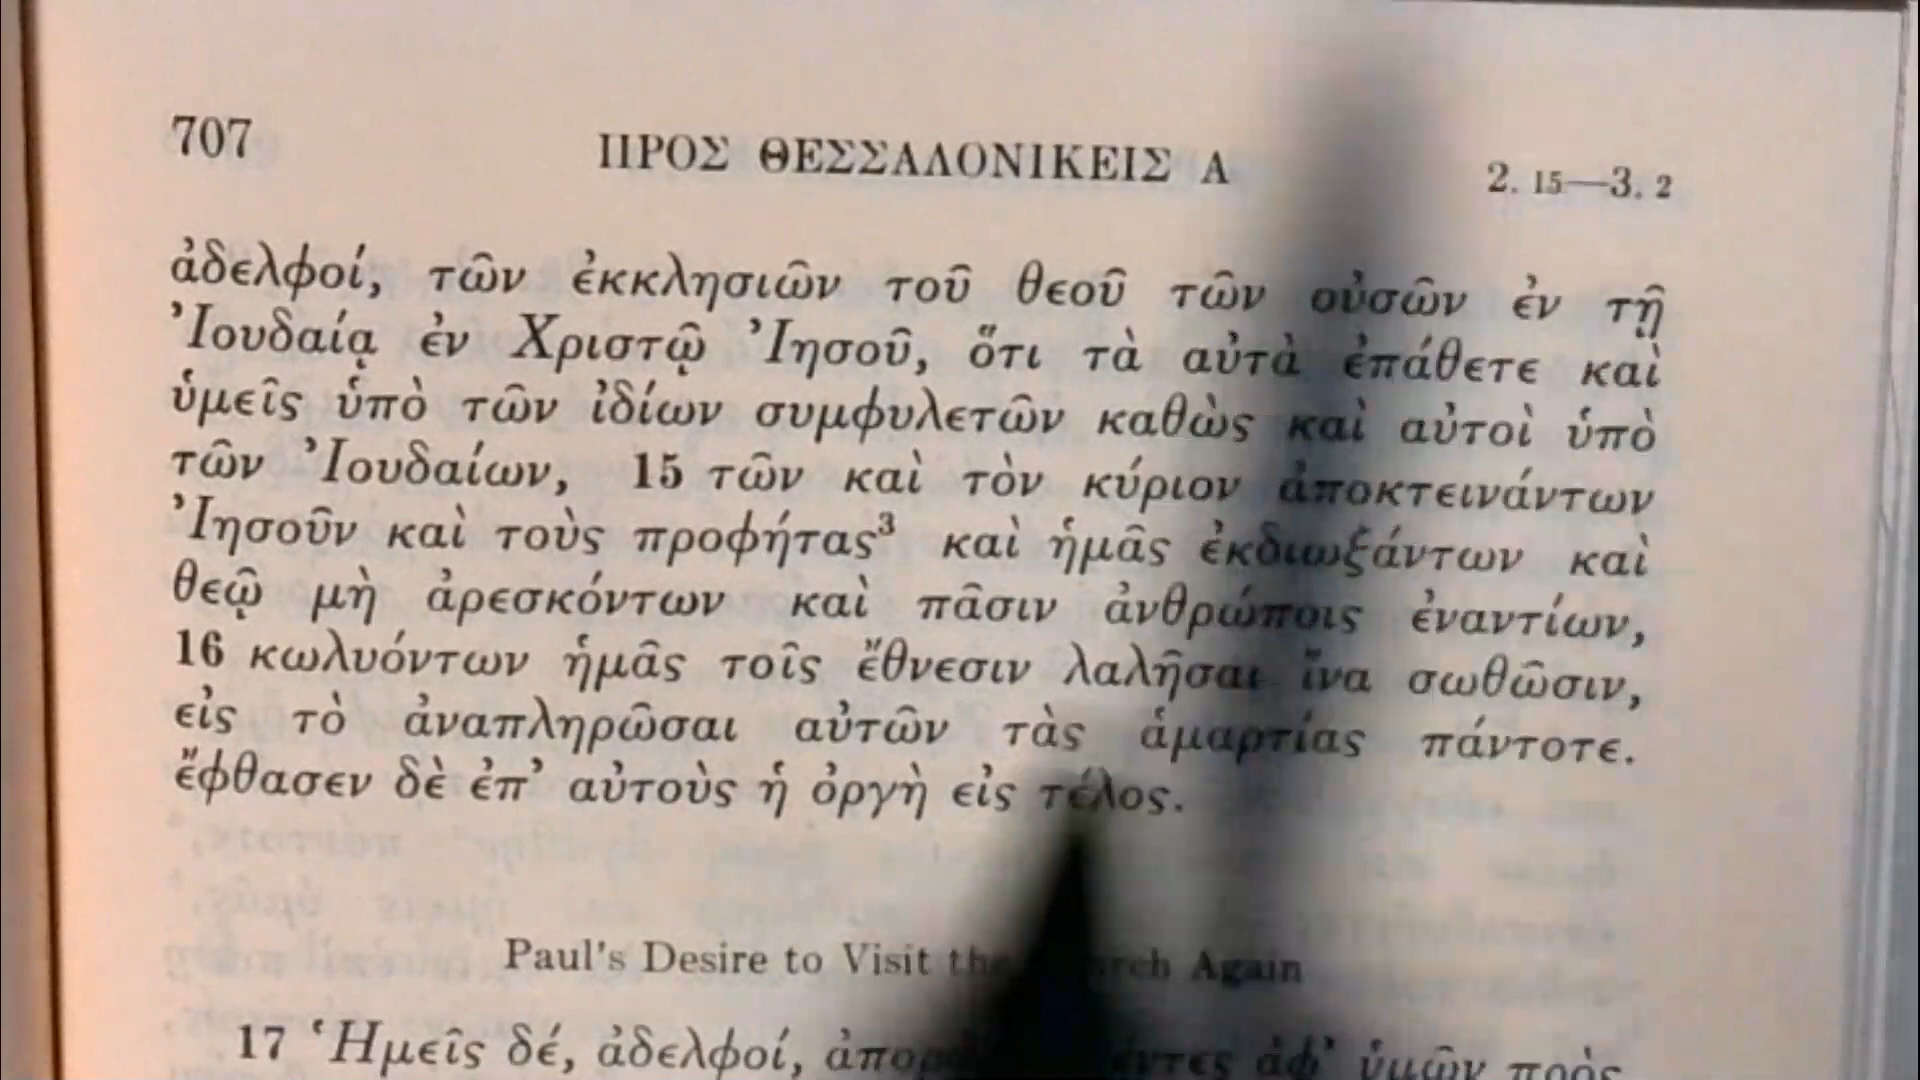 707 ΠΡΟΣ ΘΕΣΣΑΛΟΝΙΚΕΙΣ Α 2. 15—3. 2
ἀδελφοί, τῶν ἐκκλησιῶν τοῦ θεοῦ τῶν οὐσῶν ἐν τῇ
Ἰουδαίᾳ ἐν Χριστῷ Ἰησοῦ, ὅτι τὰ αὐτὰ ἐπάθετε καὶ
ὑμεῖς ὑπὸ τῶν ἰδίων συμφυλετῶν καθὼς καὶ αὐτοὶ ὑπὸ
τῶν Ἰουδαίων, 15 τῶν καὶ τὸν κύριον ἀποκτεινάντων
Ἰησοῦν καὶ τοὺς προφήτας³ καὶ ἡμᾶς ἐκδιωξάντων καὶ
θεῷ μὴ ἀρεσκόντων καὶ πᾶσιν ἀνθρώποις ἐναντίων,
16 κωλυόντων ἡμᾶς τοῖς ἔθνεσιν λαλῆσαι ἵνα σωθῶσιν,
εἰς τὸ ἀναπληρῶσαι αὐτῶν τὰς ἁμαρτίας πάντοτε.
ἔφθασεν δὲ ἐπ’ αὐτοὺς ἡ ὀργὴ εἰς τέλος.
Paul's Desire to Visit Again
17 Ἡμεῖς δέ, ἀδελφοί, ἀφ’ ὑμῶν πρὸς